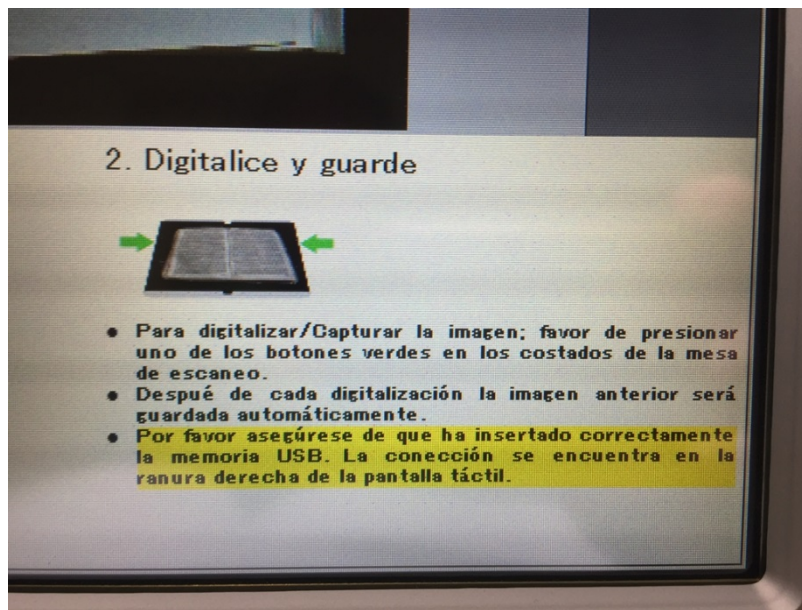 2. Digitalice y guarde
● Para digitalizar/Capturar la imagen; favor de presionar
uno de los botones verdes en los costados de la mesa
de escaneo.
● Despué de cada digitalización la imagen anterior será
guardada automáticamente.
● Por favor asegúrese de que ha insertado correctamente
la memoria USB. La conección se encuentra en la
ranura derecha de la pantalla táctil.